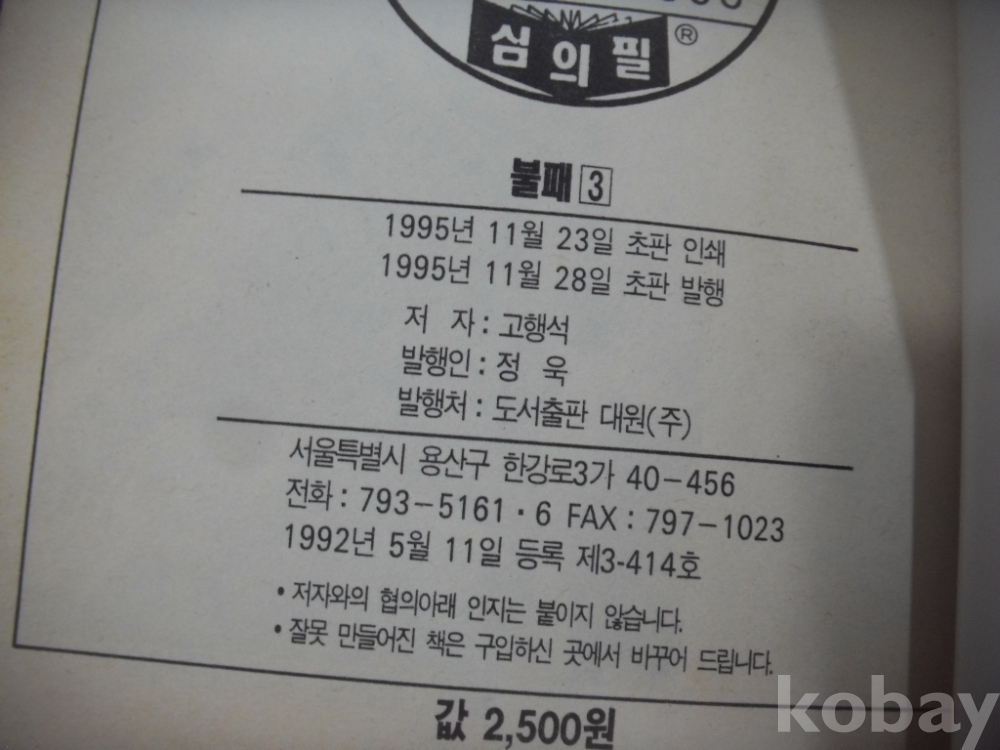 심의필 ®
불패 3
1995년 11월 23일 초판 인쇄
1995년 11월 28일 초판 발행
저 자 : 고행석
발행인 : 정 욱
발행처 : 도서출판 대원(주)
서울특별시 용산구 한강로3가 40-456
전화 : 793-5161·6 FAX : 797-1023
1992년 5월 11일 등록 제3-414호
• 저자와의 협의아래 인지는 붙이지 않습니다.
• 잘못 만들어진 책은 구입하신 곳에서 바꾸어 드립니다.
값 2,500원
kobay